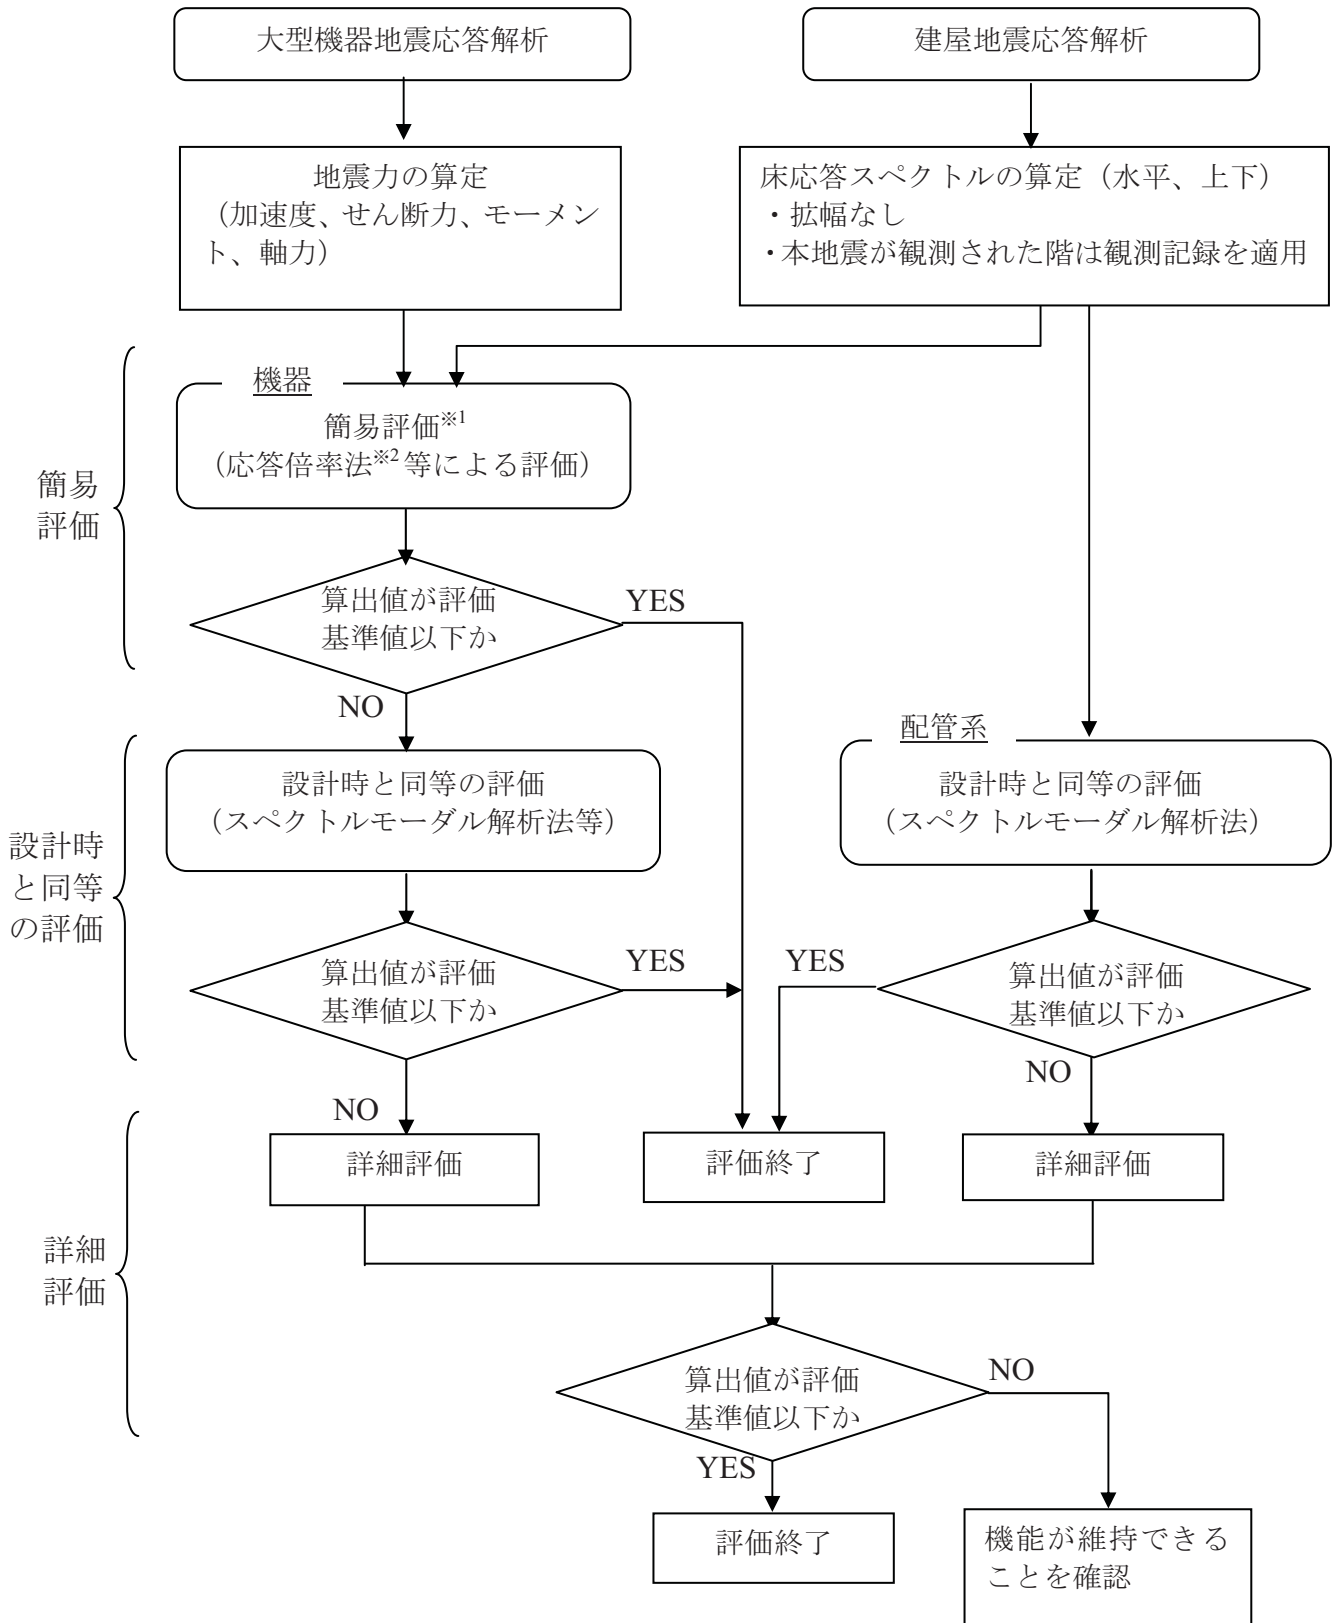 大型機器地震応答解析
建屋地震応答解析
地震力の算定
（加速度、せん断力、モーメン
ト、軸力）
床応答スペクトルの算定（水平、上下）
・拡幅なし
・本地震が観測された階は観測記録を適用
簡易
評価
機器
簡易評価※1
（応答倍率法※2等による評価）
算出値が評価
基準値以下か
YES
NO
設計時
と同等
の評価
設計時と同等の評価
（スペクトルモーダル解析法等）
配管系
設計時と同等の評価
（スペクトルモーダル解析法）
算出値が評価
基準値以下か
YES
YES
算出値が評価
基準値以下か
NO
NO
詳細
評価
詳細評価
評価終了
詳細評価
算出値が評価
基準値以下か
NO
YES
評価終了
機能が維持できる
ことを確認